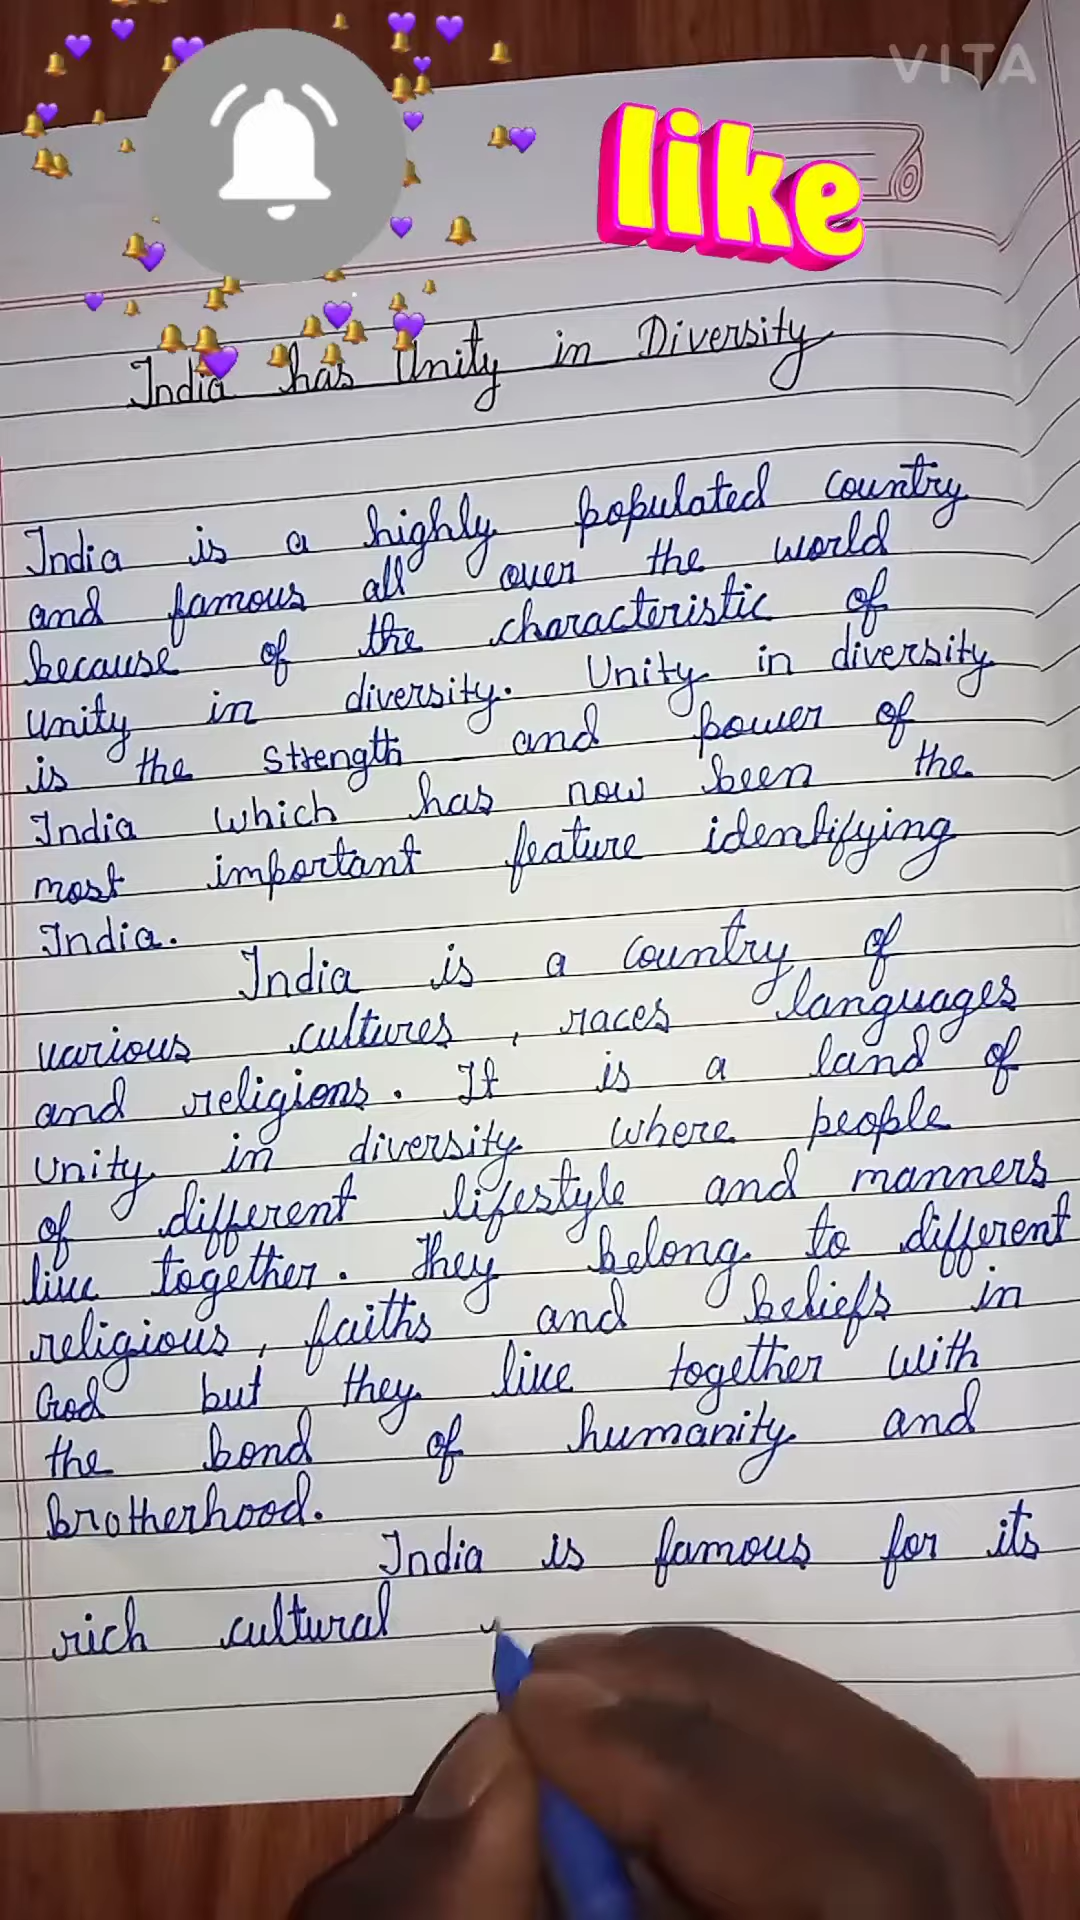 VITA
like
India has Unity in Diversity
India is a highly populated country
and famous all over the world
because of the characteristic of
unity in diversity. Unity in diversity
is the strength and power of
India which has now been the
most important feature identifying
India.
India is a country of
various cultures, races languages
and religions. It is a land of
unity in diversity where people
of different lifestyle and manners
live together. They belong to different
religious, faiths and beliefs in
God but they live together with
the bond of humanity and
brotherhood.
India is famous for its
rich cultural